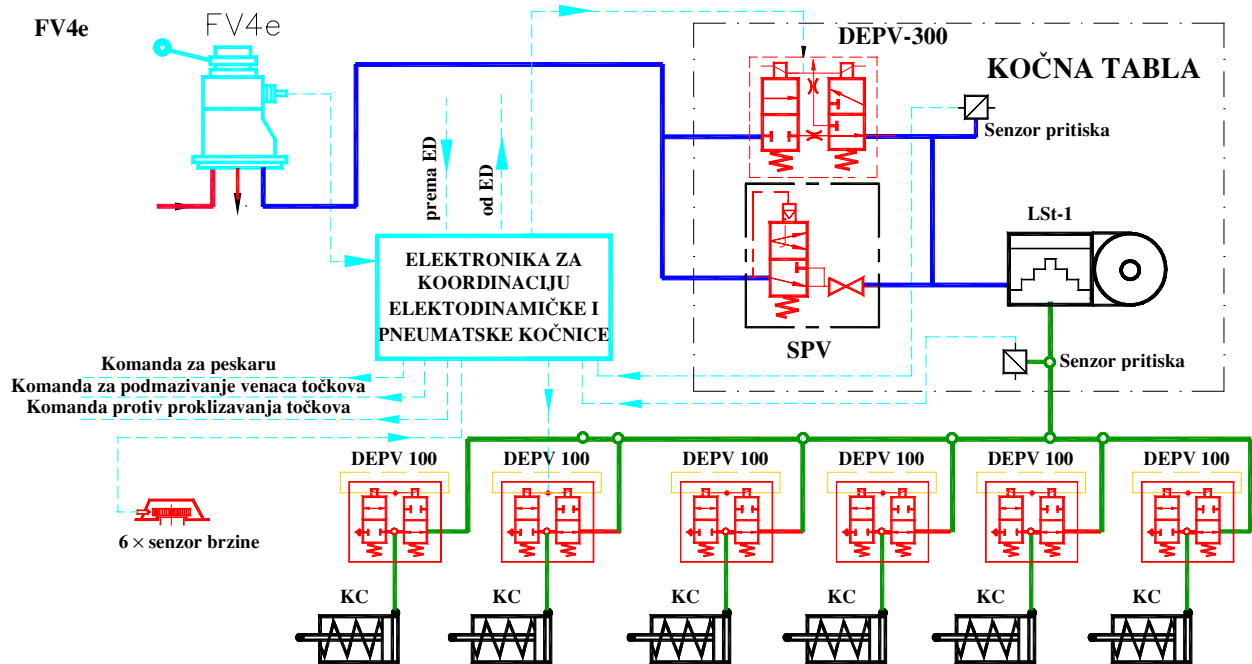 FV4e
FV4e
DEPV-300
KOČNA TABLA
Senzor pritiska
prema ED
od ED
LSt-1
ELEKTRONIKA ZA
KOORDINACIJU
ELEKTODINAMIČKE I
PNEUMATSKE KOČNICE
SPV
Senzor pritiska
Komanda za peskaru
Komanda za podmazivanje venaca točkova
Komanda protiv proklizavanja točkova
DEPV 100
DEPV 100
DEPV 100
DEPV 100
DEPV 100
DEPV 100
6 × senzor brzine
KC
KC
KC
KC
KC
KC